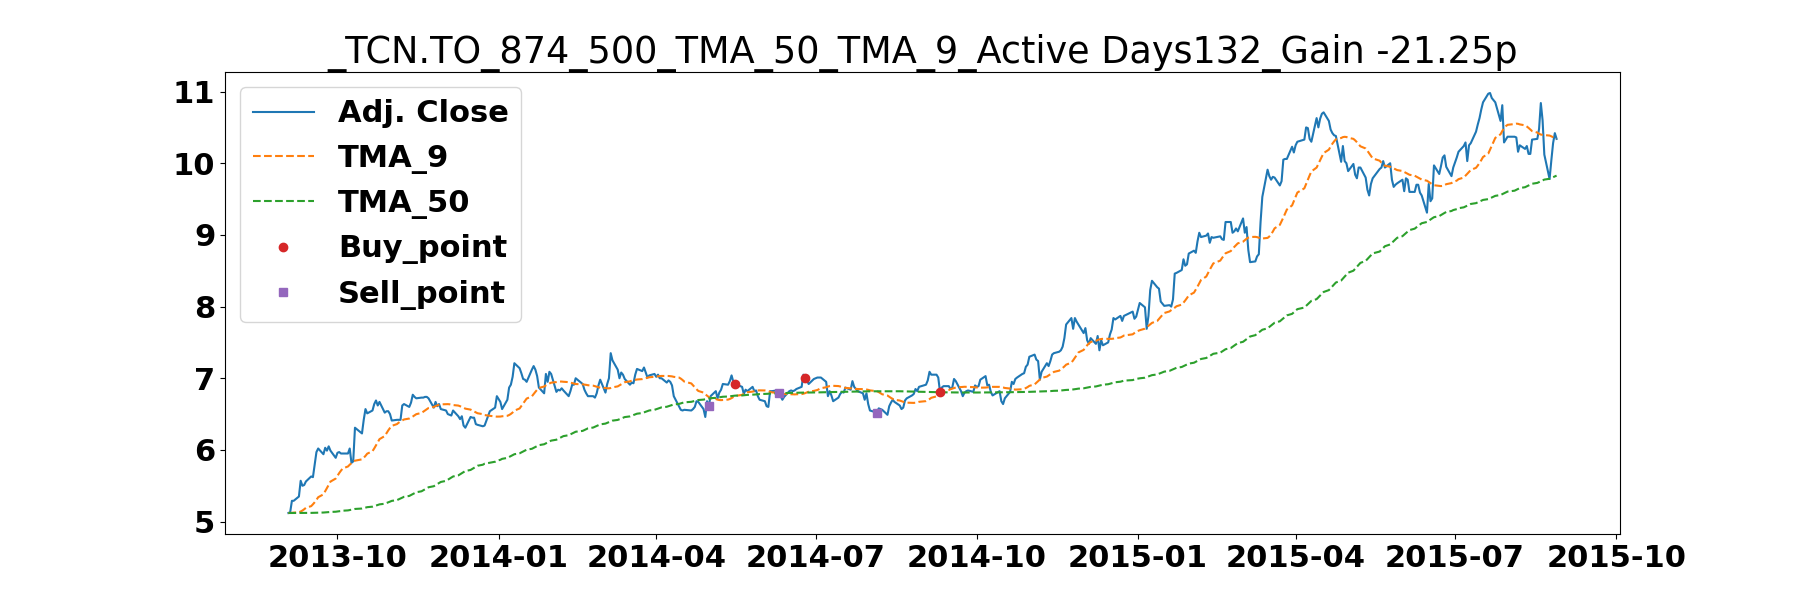 _TCN.TO_874_500_TMA_50_TMA_9_Active Days132_Gain -21.25p
11
10
9
8
7
6
5
Adj. Close
TMA_9
TMA_50
Buy_point
Sell_point
2013-10 2014-01 2014-04 2014-07 2014-10 2015-01 2015-04 2015-07 2015-10